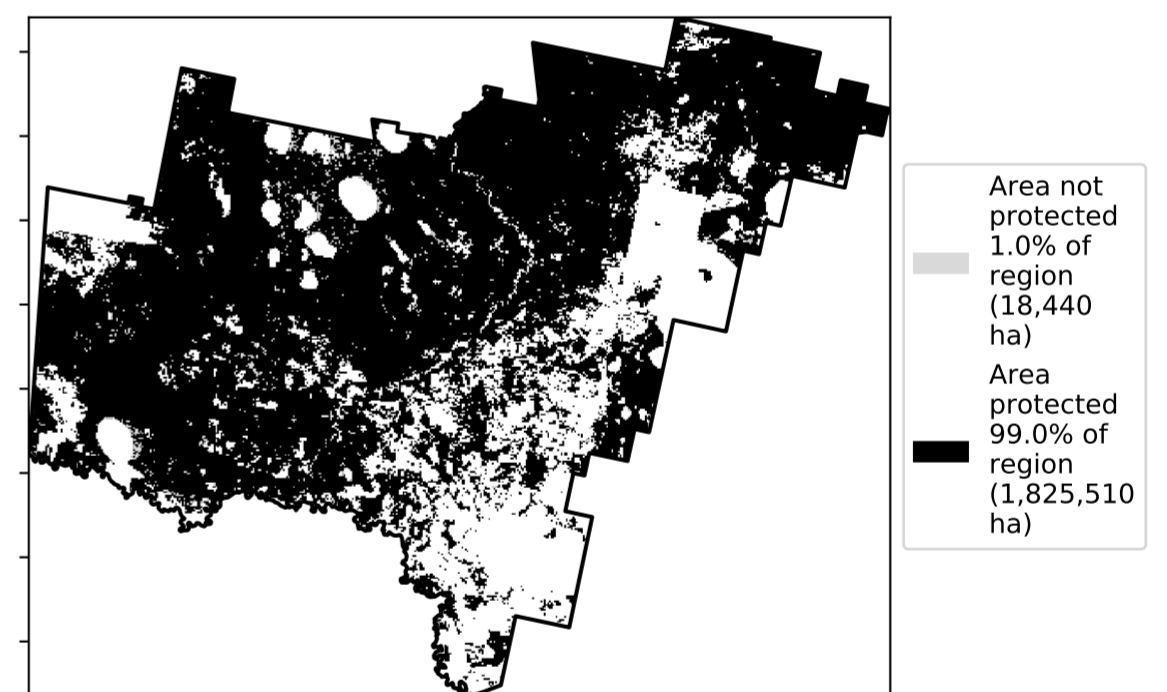 Area not
protected
1.0% of
region
(18,440
ha)
Area
protected
99.0% of
region
(1,825,510
ha)